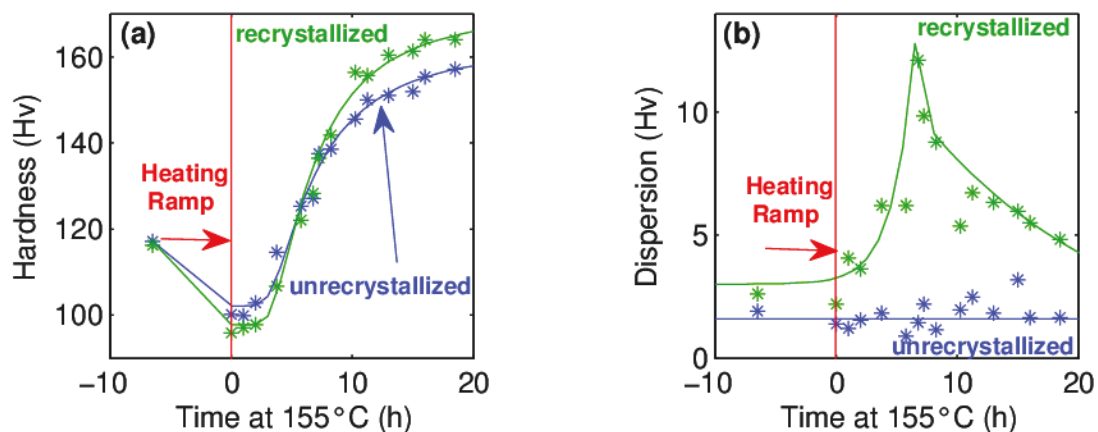 (a)
recrystallized
160
140
120
100
Hardness (Hv)
Heating
Ramp
unrecrystallized
−10
0
10
20
Time at 155°C (h)
(b)
recrystallized
10
5
0
Dispersion (Hv)
Heating
Ramp
unrecrystallized
−10
0
10
20
Time at 155°C (h)